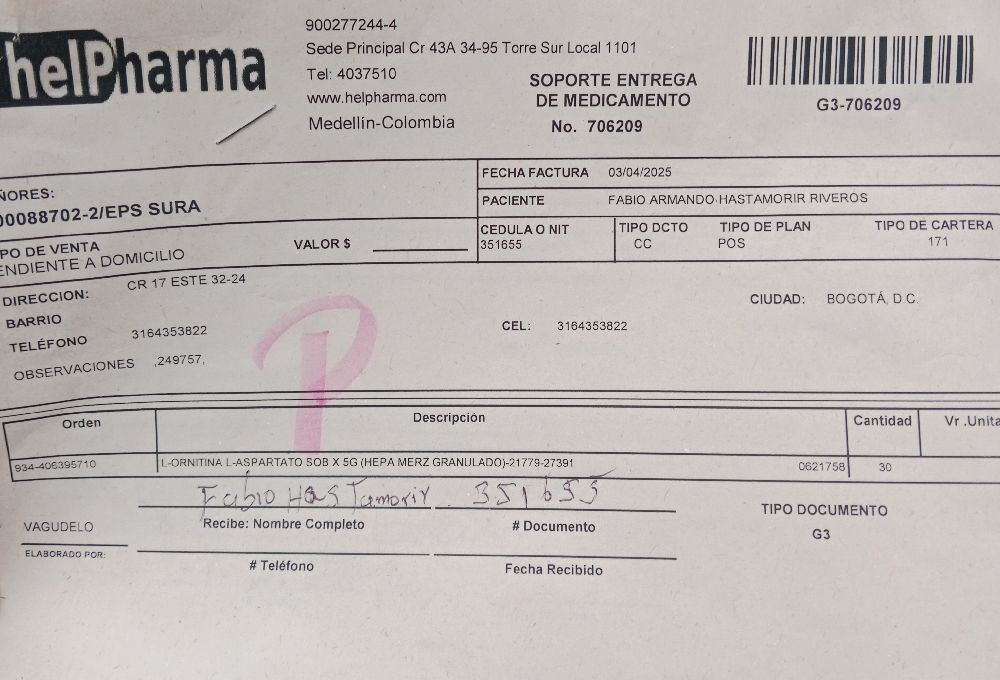 helPharma
900277244-4
Sede Principal Cr 43A 34-95 Torre Sur Local 1101
Tel: 4037510
www.helpharma.com
Medellín-Colombia
SOPORTE ENTREGA
DE MEDICAMENTO
No. 706209
G3-706209
ÑORES:
00088702-2/EPS SURA
FECHA FACTURA 03/04/2025
PACIENTE FABIO ARMANDO HASTAMORIR RIVEROS
PO DE VENTA
ENDIENTE A DOMICILIO
VALOR $
CEDULA O NIT TIPO DCTO TIPO DE PLAN TIPO DE CARTERA
351655 CC POS 171
DIRECCION: CR 17 ESTE 32-24
CIUDAD: BOGOTÁ, D.C.
BARRIO
TELÉFONO 3164353822
CEL: 3164353822
OBSERVACIONES ,249757,
P
Orden Descripción Cantidad Vr .Unita
934-406395710 L-ORNITINA L-ASPARTATO SOB X 5G (HEPA MERZ GRANULADO)-21779-27391 0621758 30
Fabio HasTamorir 351655
VAGUDELO Recibe: Nombre Completo # Documento
TIPO DOCUMENTO
G3
ELABORADO POR:
# Teléfono Fecha Recibido